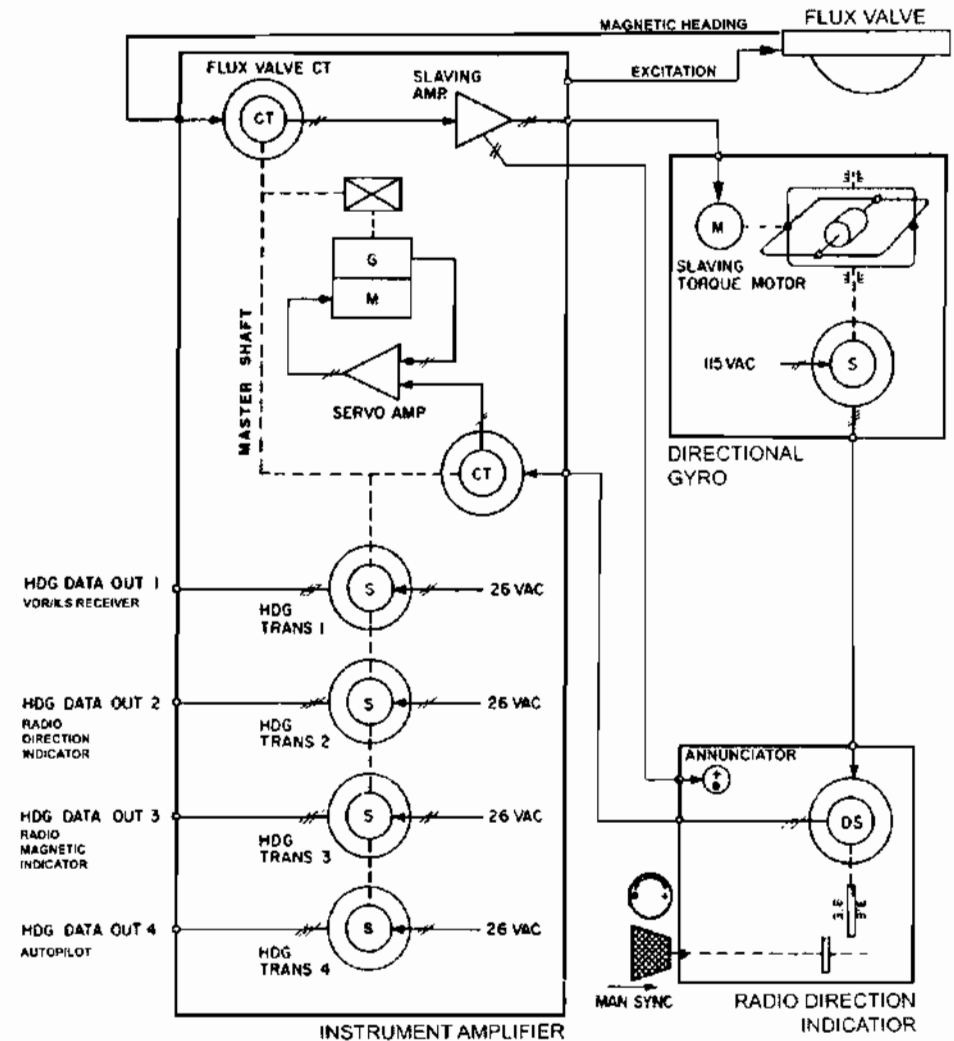 MAGNETIC HEADING
FLUX VALVE
FLUX VALVE CT
SLAVING
AMP.
EXCITATION
CT
M
SLAVING
TORQUE MOTOR
G
M
MASTER SHAFT
SERVO AMP
115 VAC
S
DIRECTIONAL
GYRO
CT
HDG DATA OUT 1
VOR/ILS RECEIVER
S
26 VAC
HDG
TRANS 1
HDG DATA OUT 2
RADIO
DIRECTION
INDICATOR
S
26 VAC
HDG
TRANS 2
ANNUNCIATOR
+
HDG DATA OUT 3
RADIO
MAGNETIC
INDICATOR
S
26 VAC
HDG
TRANS 3
DS
HDG DATA OUT 4
AUTOPILOT
S
26 VAC
HDG
TRANS 4
+
MAN SYNC
RADIO DIRECTION
INDICATIOR
INSTRUMENT AMPLIFIER